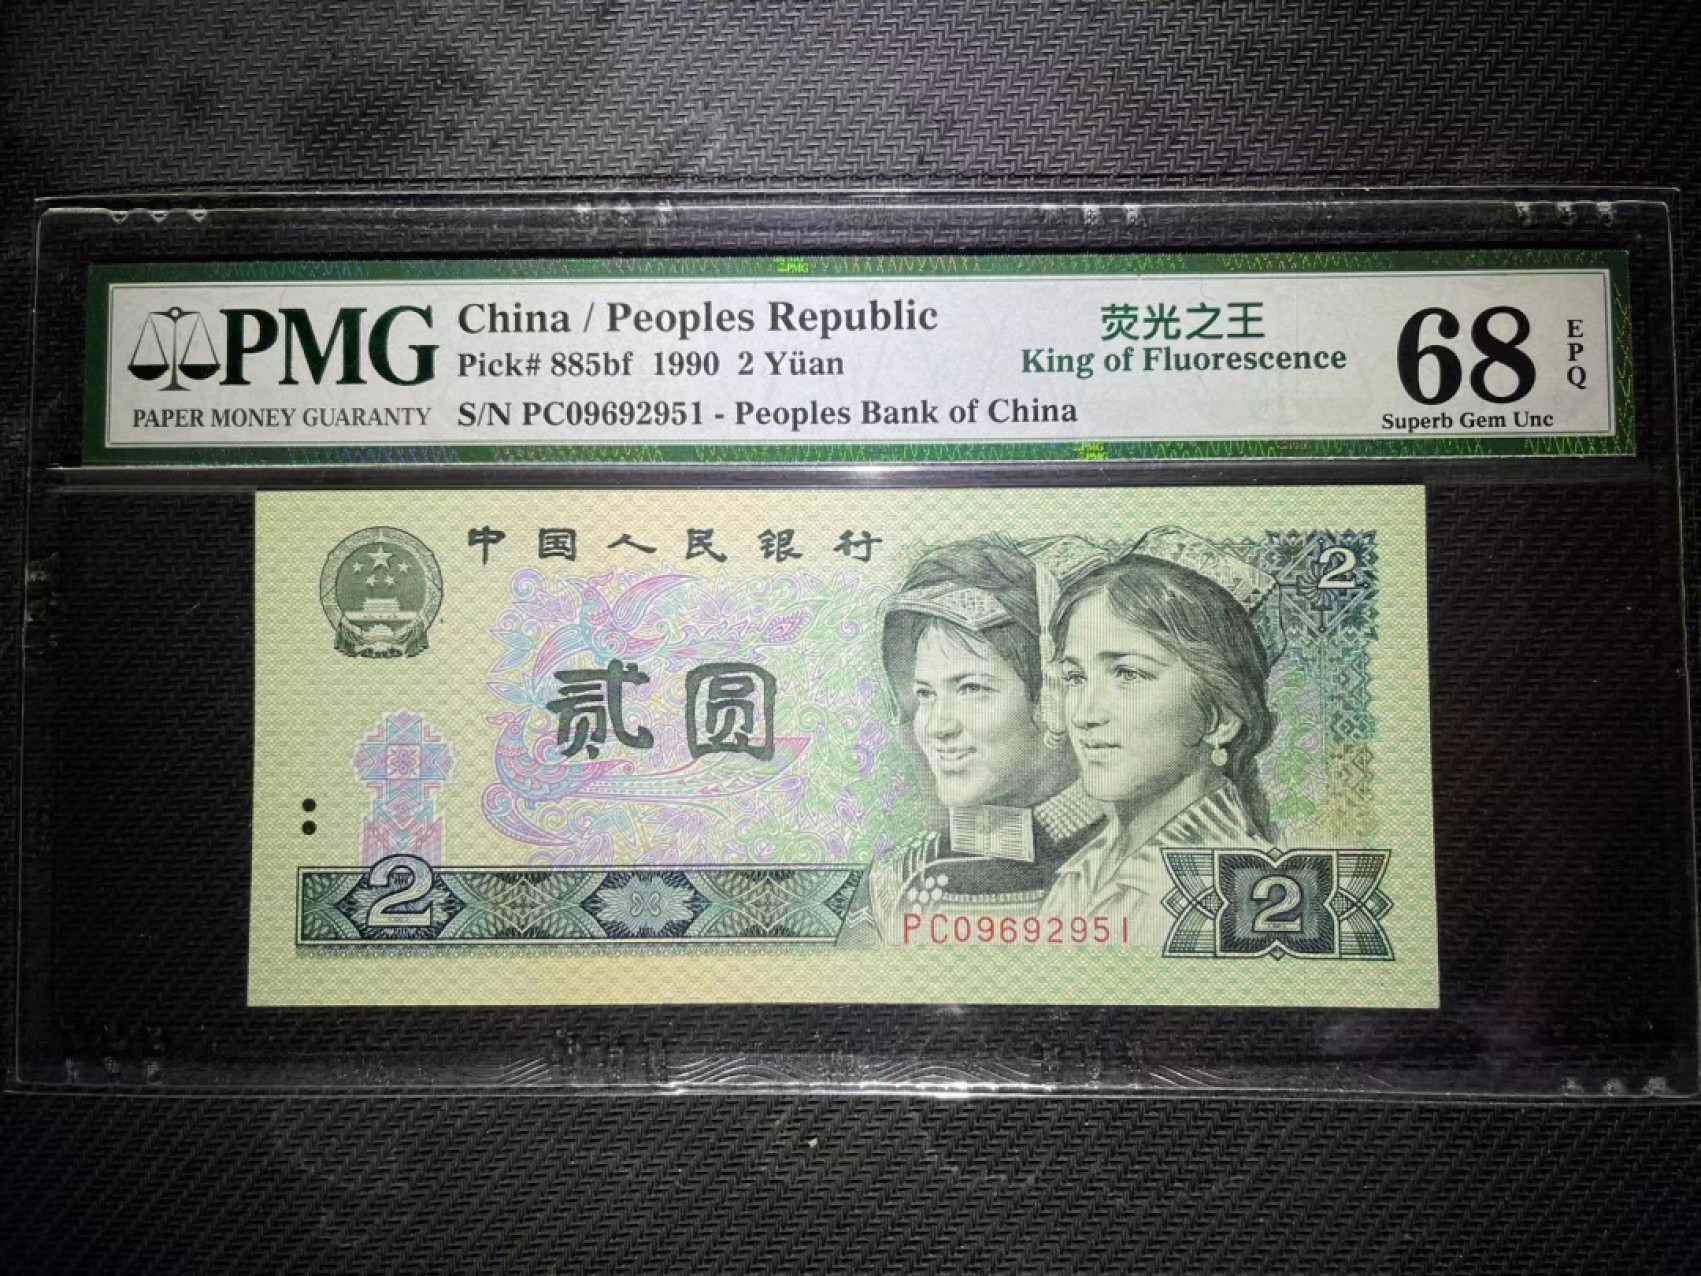 PMG
PAPER MONEY GUARANTY
China / Peoples Republic
Pick# 885bf 1990 2 Yüan
S/N PC09692951 - Peoples Bank of China
荧光之王
King of Fluorescence
68
EPQ
Superb Gem Unc
中国人民银行
2
贰圆
2
PC09692951
2